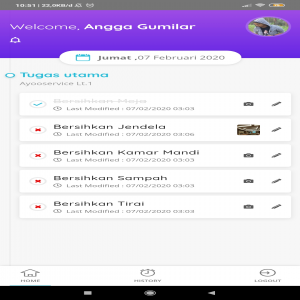 10:51 | 22,0KB/d
Welcome, Angga Gumilar
Jumat ,07 Februari 2020
Tugas utama
Ayooservice Lt.1
Bersihkan Meja
Last Modified : 07/02/2020 03:03
Bersihkan Jendela
Last Modified : 07/02/2020 03:06
Bersihkan Kamar Mandi
Last Modified : 07/02/2020 03:03
Bersihkan Sampah
Last Modified : 07/02/2020 03:03
Bersihkan Tirai
Last Modified : 07/02/2020 03:03
HOME
HISTORY
LOGOUT